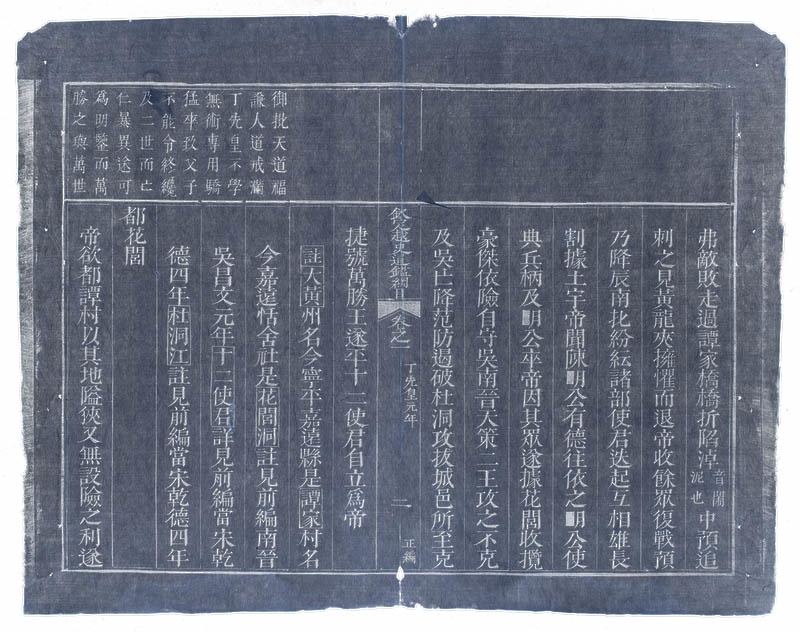 弗敵敗走過譚家橋橋折陷淖音閙泥也中預追
刺之見黃龍夾擁懼而退帝收餘眾復戰預
乃降辰南北紛紜諸部使君迭起互相雄長
割據土宇帝聞陳明公有德往依之明公使
典兵柄及明公卒帝因其眾遂據花閭收攬
豪傑依險自守吳南晉天策二王攻之不克
及吳亡降范防遏破杜洞攻拔城邑所至克
欽定越史通鑑綱目 卷之一 丁先皇元年 二 正編
捷號萬勝王遂平十二使君自立為帝
註大黃州名今寧平嘉遠縣是譚家村名
今嘉遠恬舍社是花閭洞註見前編南晉
吳昌文元年十二使君詳見前編當宋乾
德四年杜洞江註見前編當宋乾德四年
都花閭
帝欲都譚村以其地隘狹又無設險之利遂
御批天道福
謙人道戒滿
丁先皇不學
無術專用驕
猛卒致父子
不能令終纔
及二世而亡
仁暴異途可
為明鑒而萬
勝之與萬世